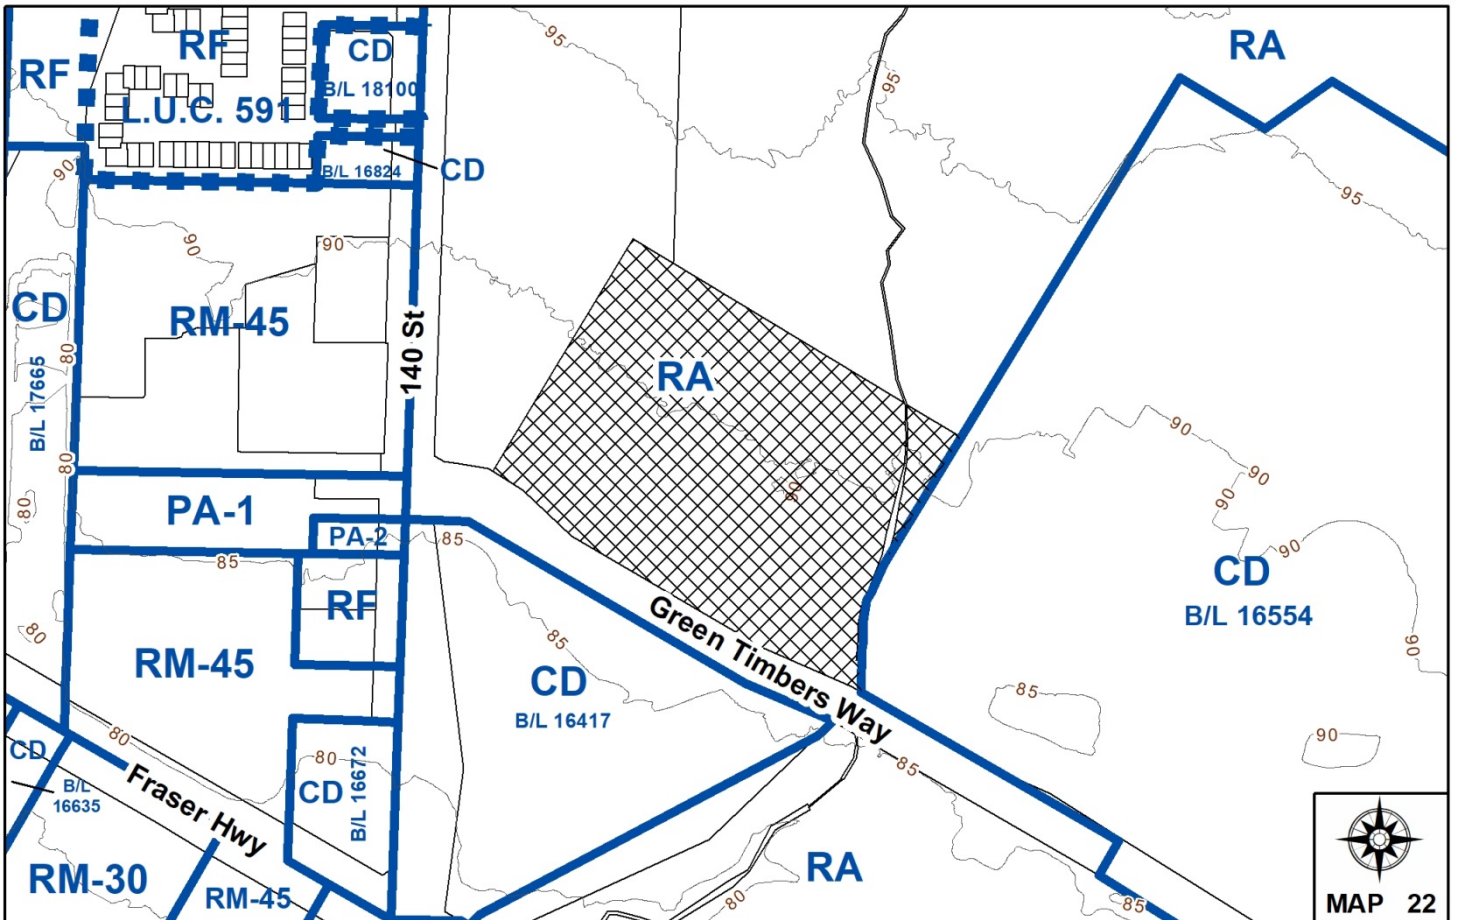 RF
RF
CD
B/L 18100
L.U.C. 591
B/L 16824
CD
95
95
RA
95
90
90
90
CD
B/L 17665
80
80
80
RM-45
140 St
RA
90
90
90
90
90
90
PA-1
PA-2
85
85
RF
80
RM-45
85
CD
B/L 16417
Green Timbers Way
CD
B/L 16554
85
90
85
80
80
CD
B/L 16672
CD
B/L
16635
Fraser Hwy
RM-30
RM-45
80
RA
85
MAP 22